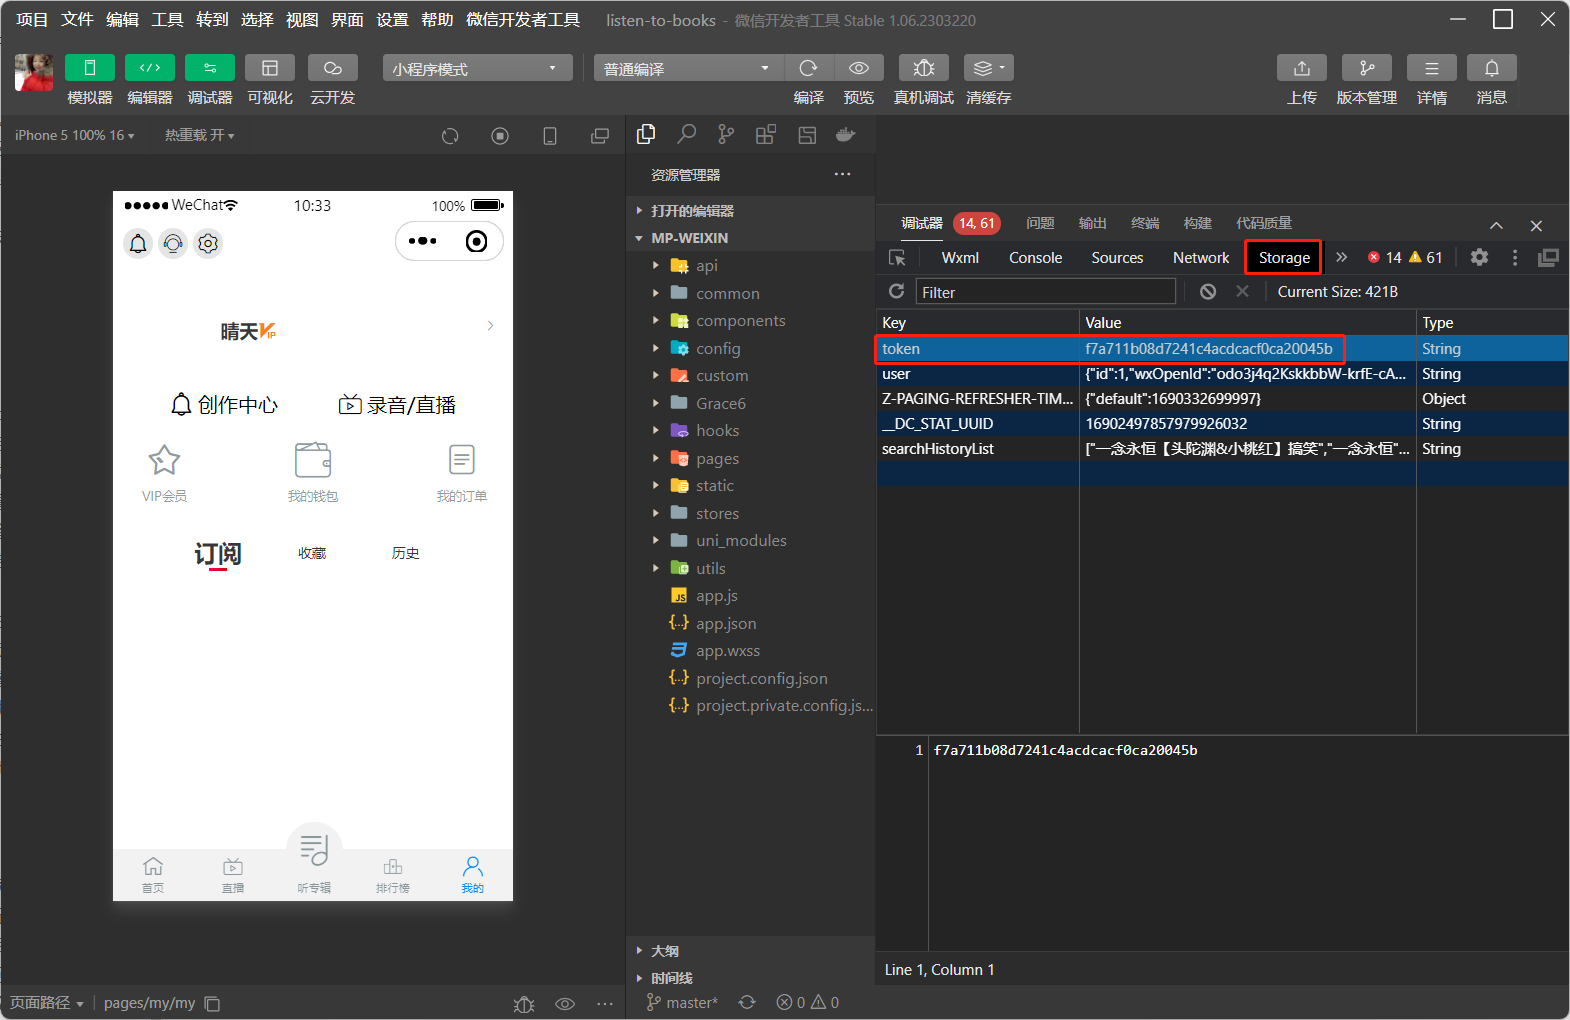 项目 文件 编辑 工具 转到 选择 视图 界面 设置 帮助 微信开发者工具 listen-to-books - 微信开发者工具 Stable 1.06.2303220
小程序模式 普通编译
模拟器 编辑器 调试器 可视化 云开发 编译 预览 真机调试 清缓存 上传 版本管理 详情 消息
iPhone 5 100% 16 热重载 开
WeChat 10:33 100%
晴天 VIP
创作中心 录音/直播
VIP会员 我的钱包 我的订单
订阅 收藏 历史
首页 直播 听专辑 排行榜 我的
页面路径 pages/my/my
资源管理器
打开的编辑器
MP-WEIXIN
api
common
components
config
custom
Grace6
hooks
pages
static
stores
uni_modules
utils
JS app.js
{..} app.json
app.wxss
{..} project.config.json
{..} project.private.config.js...
大纲
时间线
master* 0 0
调试器 14, 61 问题 输出 终端 构建 代码质量
Wxml Console Sources Network Storage 14 61
Filter Current Size: 421B
Key Value Type
token f7a711b08d7241c4acdcacf0ca20045b String
user {"id":1,"wxOpenId":"odo3j4q2KskkbbW-krfE-cA... String
Z-PAGING-REFRESHER-TIM... {"default":1690332699997} Object
__DC_STAT_UUID 16902497857979926032 String
searchHistoryList ["一念永恒【头陀渊&小桃红】搞笑","一念永恒"... String
1 f7a711b08d7241c4acdcacf0ca20045b
Line 1, Column 1